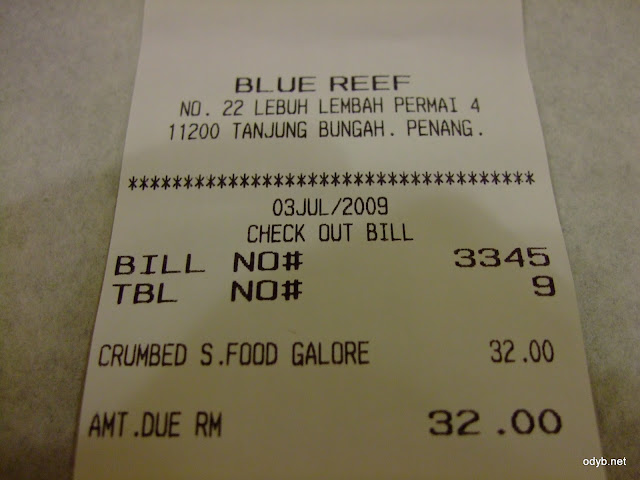 BLUE REEF
NO. 22 LEBUH LEMBAH PERMAI 4
11200 TANJUNG BUNGAH. PENANG.
*************************************
03JUL/2009
CHECK OUT BILL
BILL NO# 3345
TBL NO# 9
CRUMBED S.FOOD GALORE 32.00
AMT.DUE RM 32.00
odyb.net